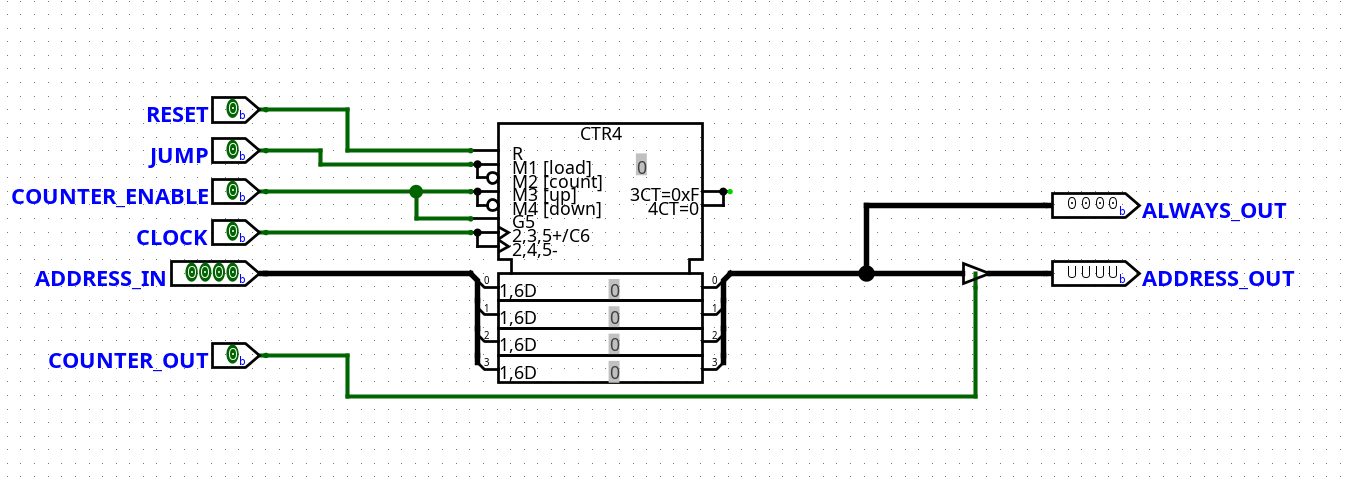 RESET 0b
JUMP 0b
COUNTER_ENABLE 0b
CLOCK 0b
ADDRESS_IN 0000b
COUNTER_OUT 0b
CTR4
R
M1 [load] 0
M2 [count]
M3 [up] 3CT=0xF
M4 [down] 4CT=0
G5
2,3,5+/C6
2,4,5-
0 1,6D 0 0
1 1,6D 0 1
2 1,6D 0 2
3 1,6D 0 3
0000b ALWAYS_OUT
UUUUb ADDRESS_OUT